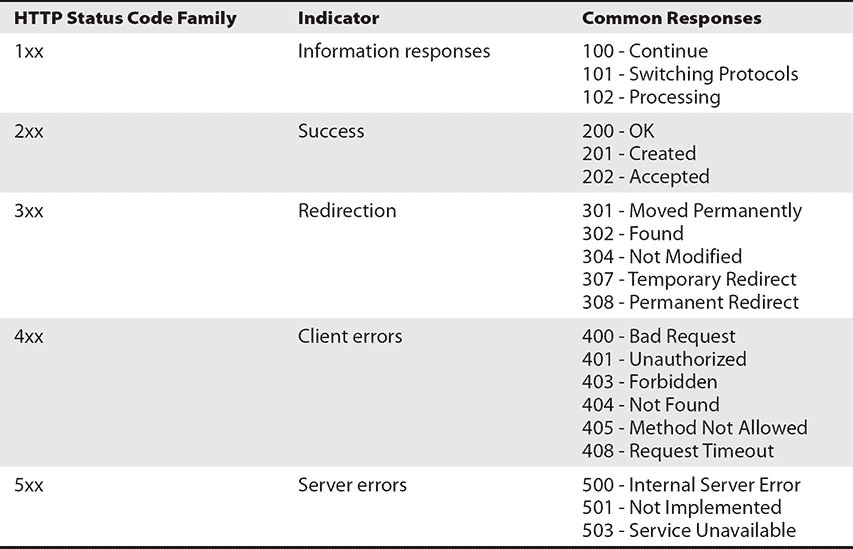 HTTP Status Code Family Indicator Common Responses
1xx Information responses 100 - Continue
101 - Switching Protocols
102 - Processing
2xx Success 200 - OK
201 - Created
202 - Accepted
3xx Redirection 301 - Moved Permanently
302 - Found
304 - Not Modified
307 - Temporary Redirect
308 - Permanent Redirect
4xx Client errors 400 - Bad Request
401 - Unauthorized
403 - Forbidden
404 - Not Found
405 - Method Not Allowed
408 - Request Timeout
5xx Server errors 500 - Internal Server Error
501 - Not Implemented
503 - Service Unavailable